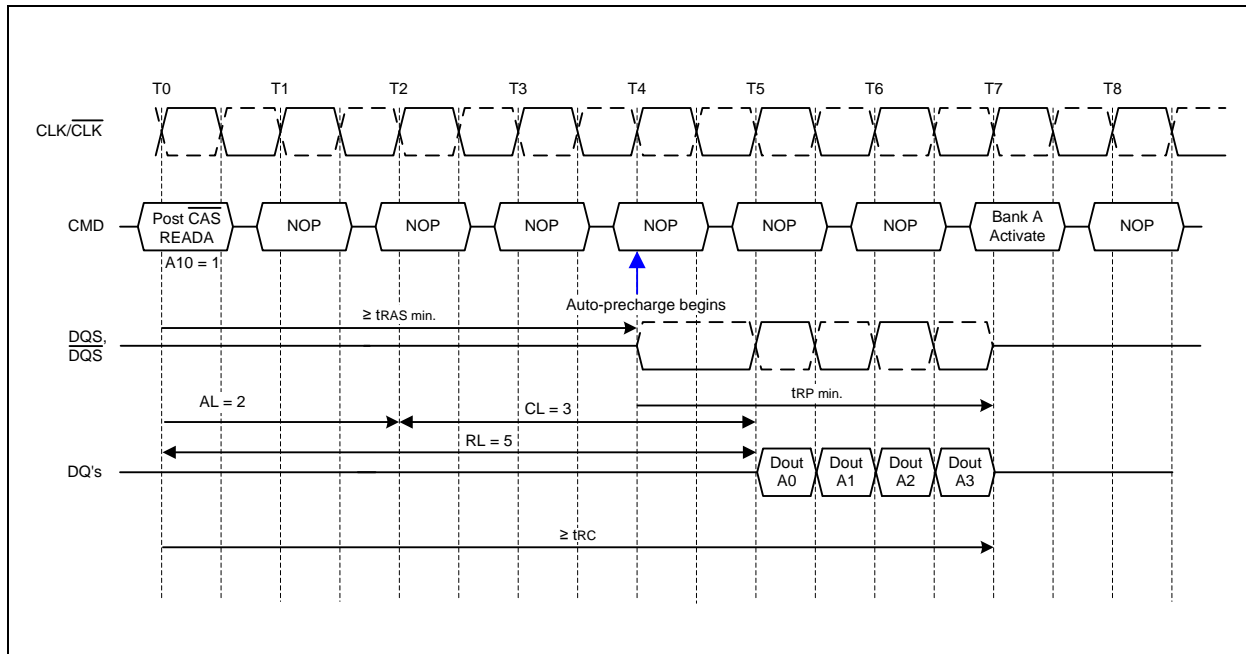 T0 T1 T2 T3 T4 T5 T6 T7 T8
CLK/CLK
CMD
Post CAS
READA
NOP NOP NOP NOP NOP NOP
Bank A
Activate
NOP
A10 = 1
Auto-precharge begins
≥ tRAS min.
DQS,
DQS
tRP min.
AL = 2
CL = 3
RL = 5
DQ's
Dout
A0
Dout
A1
Dout
A2
Dout
A3
≥ tRC